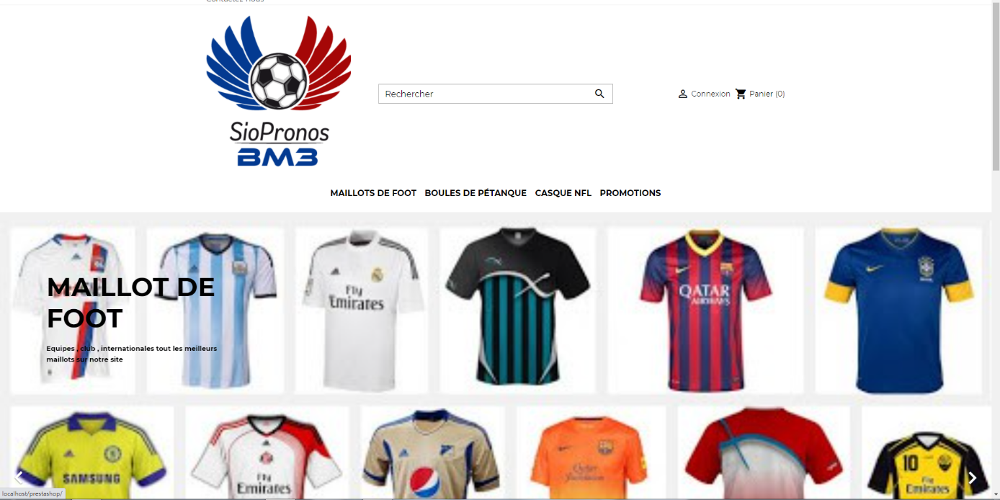 Contactez-nous
SioPronos
BM3
Rechercher
Connexion
Panier (0)
MAILLOTS DE FOOT BOULES DE PÉTANQUE CASQUE NFL PROMOTIONS
MAILLOT DE
FOOT
Equipes , club , internationales tout les meilleurs
maillots sur notre site
Fly
Emirates
QATAR
AIRWAYS
SAMSUNG
Fly
Emirates
10
Fly
Emirates
localhost/prestashop/